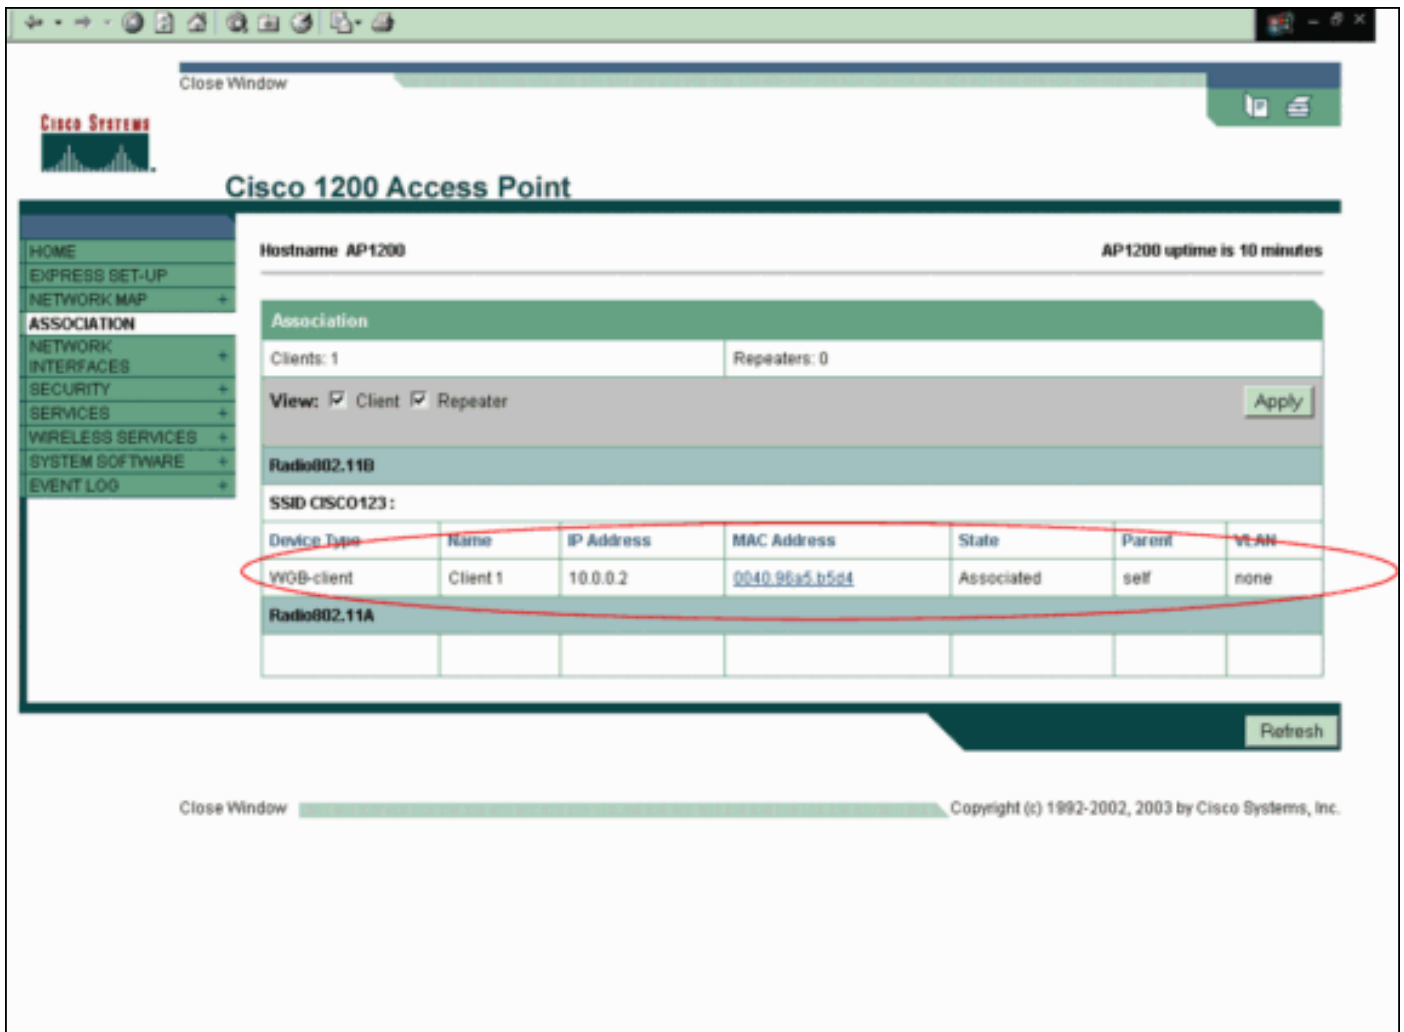 Close Window
CISCO SYSTEMS
Cisco 1200 Access Point
HOME
EXPRESS SET-UP
NETWORK MAP +
ASSOCIATION
NETWORK
INTERFACES +
SECURITY +
SERVICES +
WIRELESS SERVICES +
SYSTEM SOFTWARE +
EVENT LOG +
Hostname AP1200
AP1200 uptime is 10 minutes
Association
Clients: 1
Repeaters: 0
View: Client Repeater
Apply
Radio802.11B
SSID CISCO123 :
Device Type Name IP Address MAC Address State Parent VLAN
WGB-client Client 1 10.0.0.2 0040.96a5.b5d4 Associated self none
Radio802.11A
Refresh
Close Window
Copyright (c) 1992-2002, 2003 by Cisco Systems, Inc.